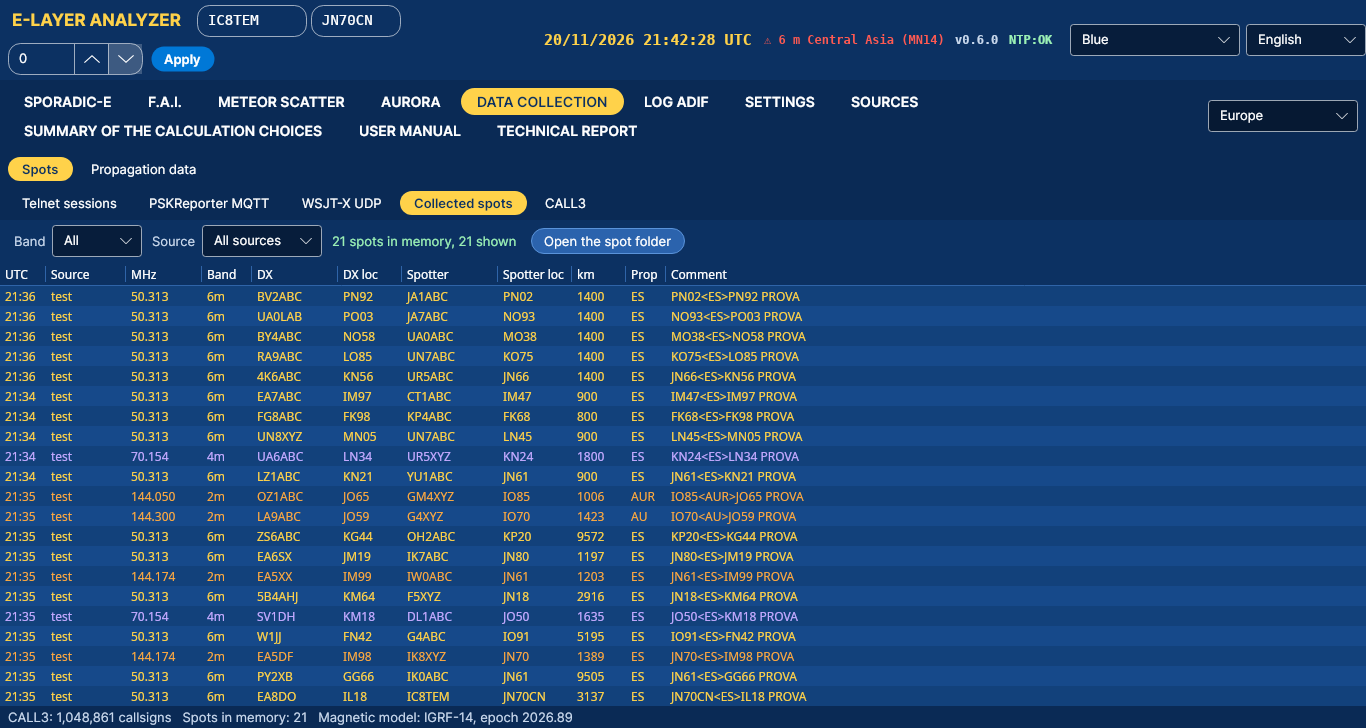 E-LAYER ANALYZER IC8TEM JN70CN
0 Apply
20/11/2026 21:42:28 UTC ⚠ 6 m Central Asia (MN14) v0.6.0 NTP:OK Blue English
SPORADIC-E F.A.I. METEOR SCATTER AURORA DATA COLLECTION LOG ADIF SETTINGS SOURCES
SUMMARY OF THE CALCULATION CHOICES USER MANUAL TECHNICAL REPORT
Europe
Spots Propagation data
Telnet sessions PSKReporter MQTT WSJT-X UDP Collected spots CALL3
Band All Source All sources 21 spots in memory, 21 shown Open the spot folder
UTC Source MHz Band DX DX loc Spotter Spotter loc km Prop Comment
21:36 test 50.313 6m BV2ABC PN92 JA1ABC PN02 1400 ES PN02<ES>PN92 PROVA
21:36 test 50.313 6m UA0LAB PO03 JA7ABC NO93 1400 ES NO93<ES>PO03 PROVA
21:36 test 50.313 6m BY4ABC NO58 UA0ABC MO38 1400 ES MO38<ES>NO58 PROVA
21:36 test 50.313 6m RA9ABC LO85 UN7ABC KO75 1400 ES KO75<ES>LO85 PROVA
21:36 test 50.313 6m 4K6ABC KN56 UR5ABC JN66 1400 ES JN66<ES>KN56 PROVA
21:34 test 50.313 6m EA7ABC IM97 CT1ABC IM47 900 ES IM47<ES>IM97 PROVA
21:34 test 50.313 6m FG8ABC FK98 KP4ABC FK68 800 ES FK68<ES>FK98 PROVA
21:34 test 50.313 6m UN8XYZ MN05 UN7ABC LN45 900 ES LN45<ES>MN05 PROVA
21:34 test 70.154 4m UA6ABC LN34 UR5XYZ KN24 1800 ES KN24<ES>LN34 PROVA
21:34 test 50.313 6m LZ1ABC KN21 YU1ABC JN61 900 ES JN61<ES>KN21 PROVA
21:35 test 144.050 2m OZ1ABC JO65 GM4XYZ IO85 1006 AUR IO85<AUR>JO65 PROVA
21:35 test 144.300 2m LA9ABC JO59 G4XYZ IO70 1423 AU IO70<AU>JO59 PROVA
21:35 test 50.313 6m ZS6ABC KG44 OH2ABC KP20 9572 ES KP20<ES>KG44 PROVA
21:35 test 50.313 6m EA6SX JM19 IK7ABC JN80 1197 ES JN80<ES>JM19 PROVA
21:35 test 144.174 2m EA5XX IM99 IW0ABC JN61 1203 ES JN61<ES>IM99 PROVA
21:35 test 50.313 6m 5B4AHJ KM64 F5XYZ JN18 2916 ES JN18<ES>KM64 PROVA
21:35 test 70.154 4m SV1DH KM18 DL1ABC JO50 1635 ES JO50<ES>KM18 PROVA
21:35 test 50.313 6m W1JJ FN42 G4ABC IO91 5195 ES IO91<ES>FN42 PROVA
21:35 test 144.174 2m EA5DF IM98 IK8XYZ JN70 1389 ES JN70<ES>IM98 PROVA
21:35 test 50.313 6m PY2XB GG66 IK0ABC JN61 9505 ES JN61<ES>GG66 PROVA
21:35 test 50.313 6m EA8DO IL18 IC8TEM JN70CN 3137 ES JN70CN<ES>IL18 PROVA
CALL3: 1,048,861 callsigns Spots in memory: 21 Magnetic model: IGRF-14, epoch 2026.89